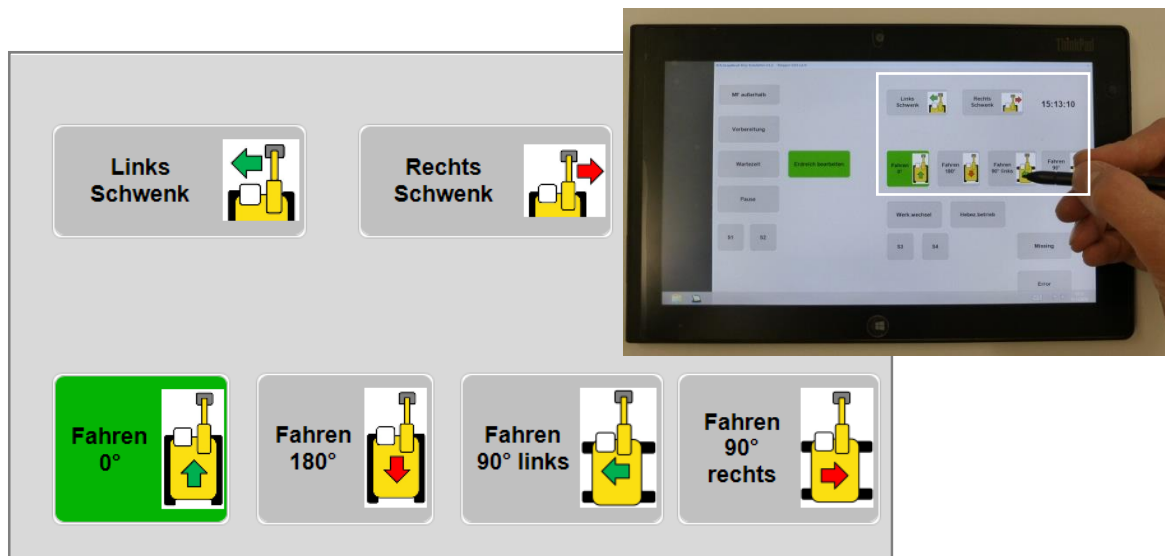 Links
Schwenk
Rechts
Schwenk
Fahren
0°
Fahren
180°
Fahren
90° links
Fahren
90°
rechts
ThinkPad
MF außerhalb
Links
Schwenk
Rechts
Schwenk
15:13:10
Vorbereitung
Wartezeit
Erdreich bearbeiten
Fahren
0°
Fahren
180°
Fahren
90° links
Fahren
90°
Pause
Werk.wechsel
Hebez.betrieb
S1
S2
S3
S4
Missing
Error